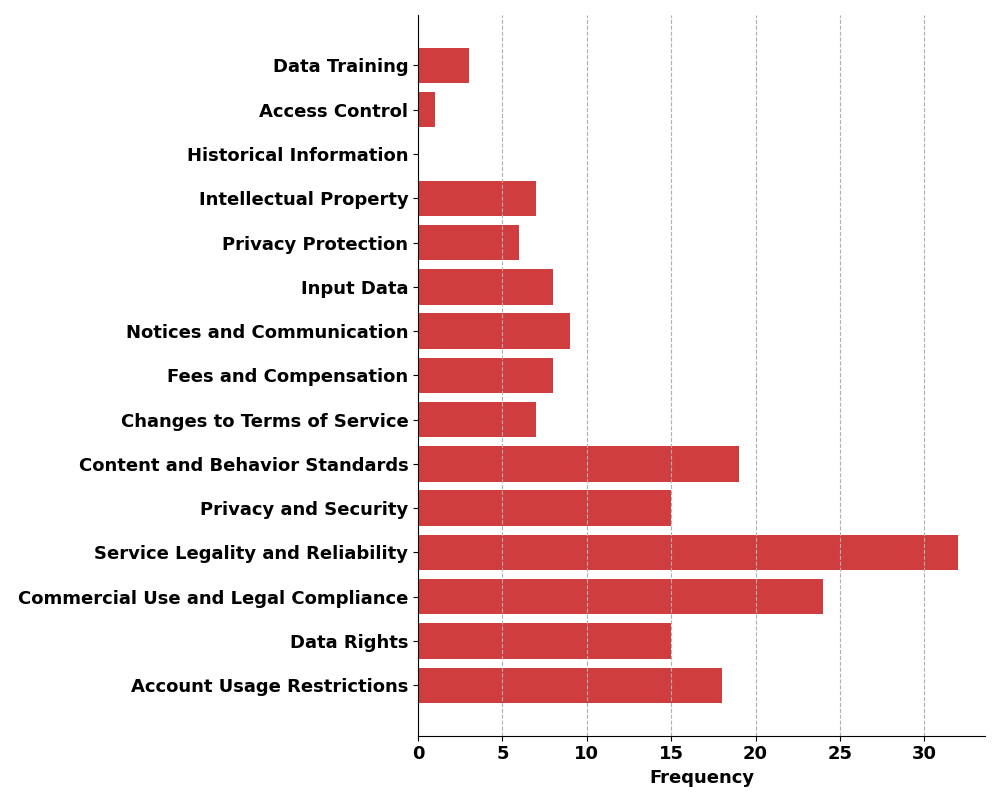 Data Training
Access Control
Historical Information
Intellectual Property
Privacy Protection
Input Data
Notices and Communication
Fees and Compensation
Changes to Terms of Service
Content and Behavior Standards
Privacy and Security
Service Legality and Reliability
Commercial Use and Legal Compliance
Data Rights
Account Usage Restrictions
0 5 10 15 20 25 30
Frequency